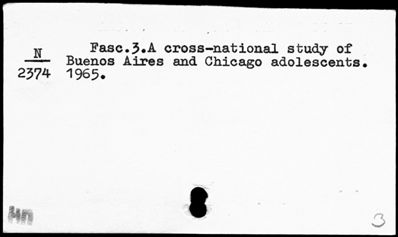 N
2374
Fasc.3.A cross-national study of
Buenos Aires and Chicago adolescents.
1965.
3